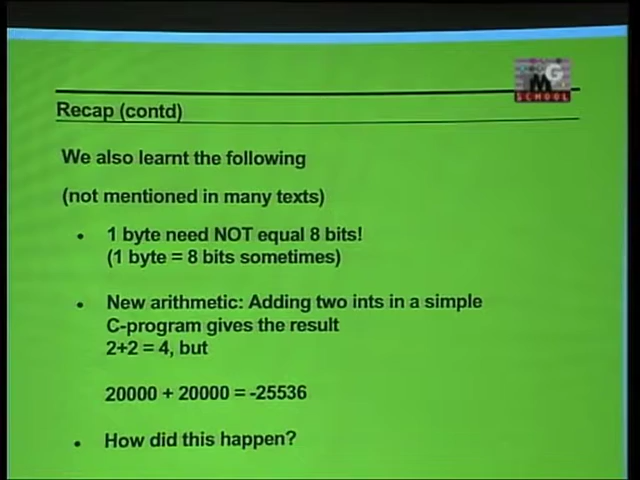 G
M
SCHOOL
Recap (contd)
We also learnt the following
(not mentioned in many texts)
• 1 byte need NOT equal 8 bits!
(1 byte = 8 bits sometimes)
• New arithmetic: Adding two ints in a simple
C-program gives the result
2+2 = 4, but
20000 + 20000 = -25536
• How did this happen?